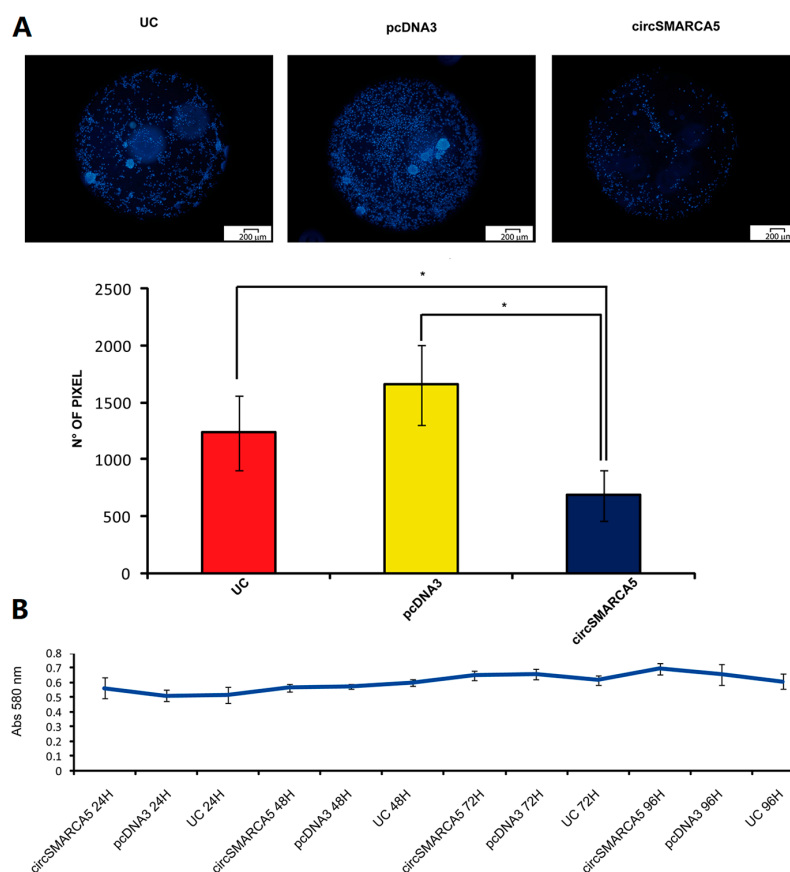 A
UC
pcDNA3
circSMARCA5
200 µm
200 µm
200 µm
*
*
2500
2000
1500
1000
500
0
N° OF PIXEL
UC
pcDNA3
circSMARCA5
B
0.8
0.7
0.6
0.5
0.4
0.3
0.2
0.1
0
Abs 580 nm
circSMARCA5 24H
pcDNA3 24H
UC 24H
circSMARCA5 48H
pcDNA3 48H
UC 48H
circSMARCA5 72H
pcDNA3 72H
UC 72H
circSMARCA5 96H
pcDNA3 96H
UC 96H